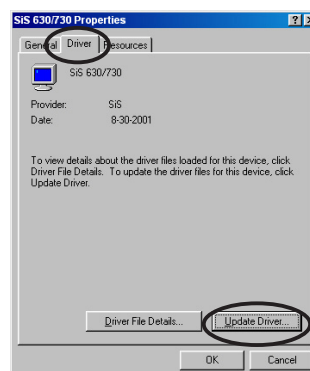 SiS 630/730 Properties
General Driver Resources
SiS 630/730
Provider: SiS
Date: 8-30-2001
To view details about the driver files loaded for this device, click
Driver File Details. To update the driver files for this device, click
Update Driver.
Driver File Details... Update Driver...
OK Cancel